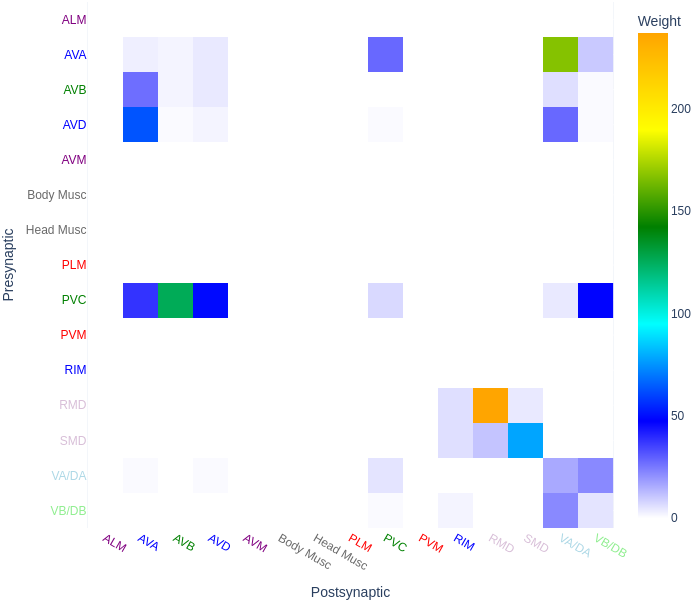 Weight
ALM
AVA
AVB
AVD
AVM
Body Musc
Head Musc
PLM
PVC
PVM
RIM
RMD
SMD
VA/DA
VB/DB
Presynaptic
200
150
100
50
0
ALM
AVA
AVB
AVD
AVM
Body Musc
Head Musc
PLM
PVC
PVM
RIM
RMD
SMD
VA/DA
VB/DB
Postsynaptic